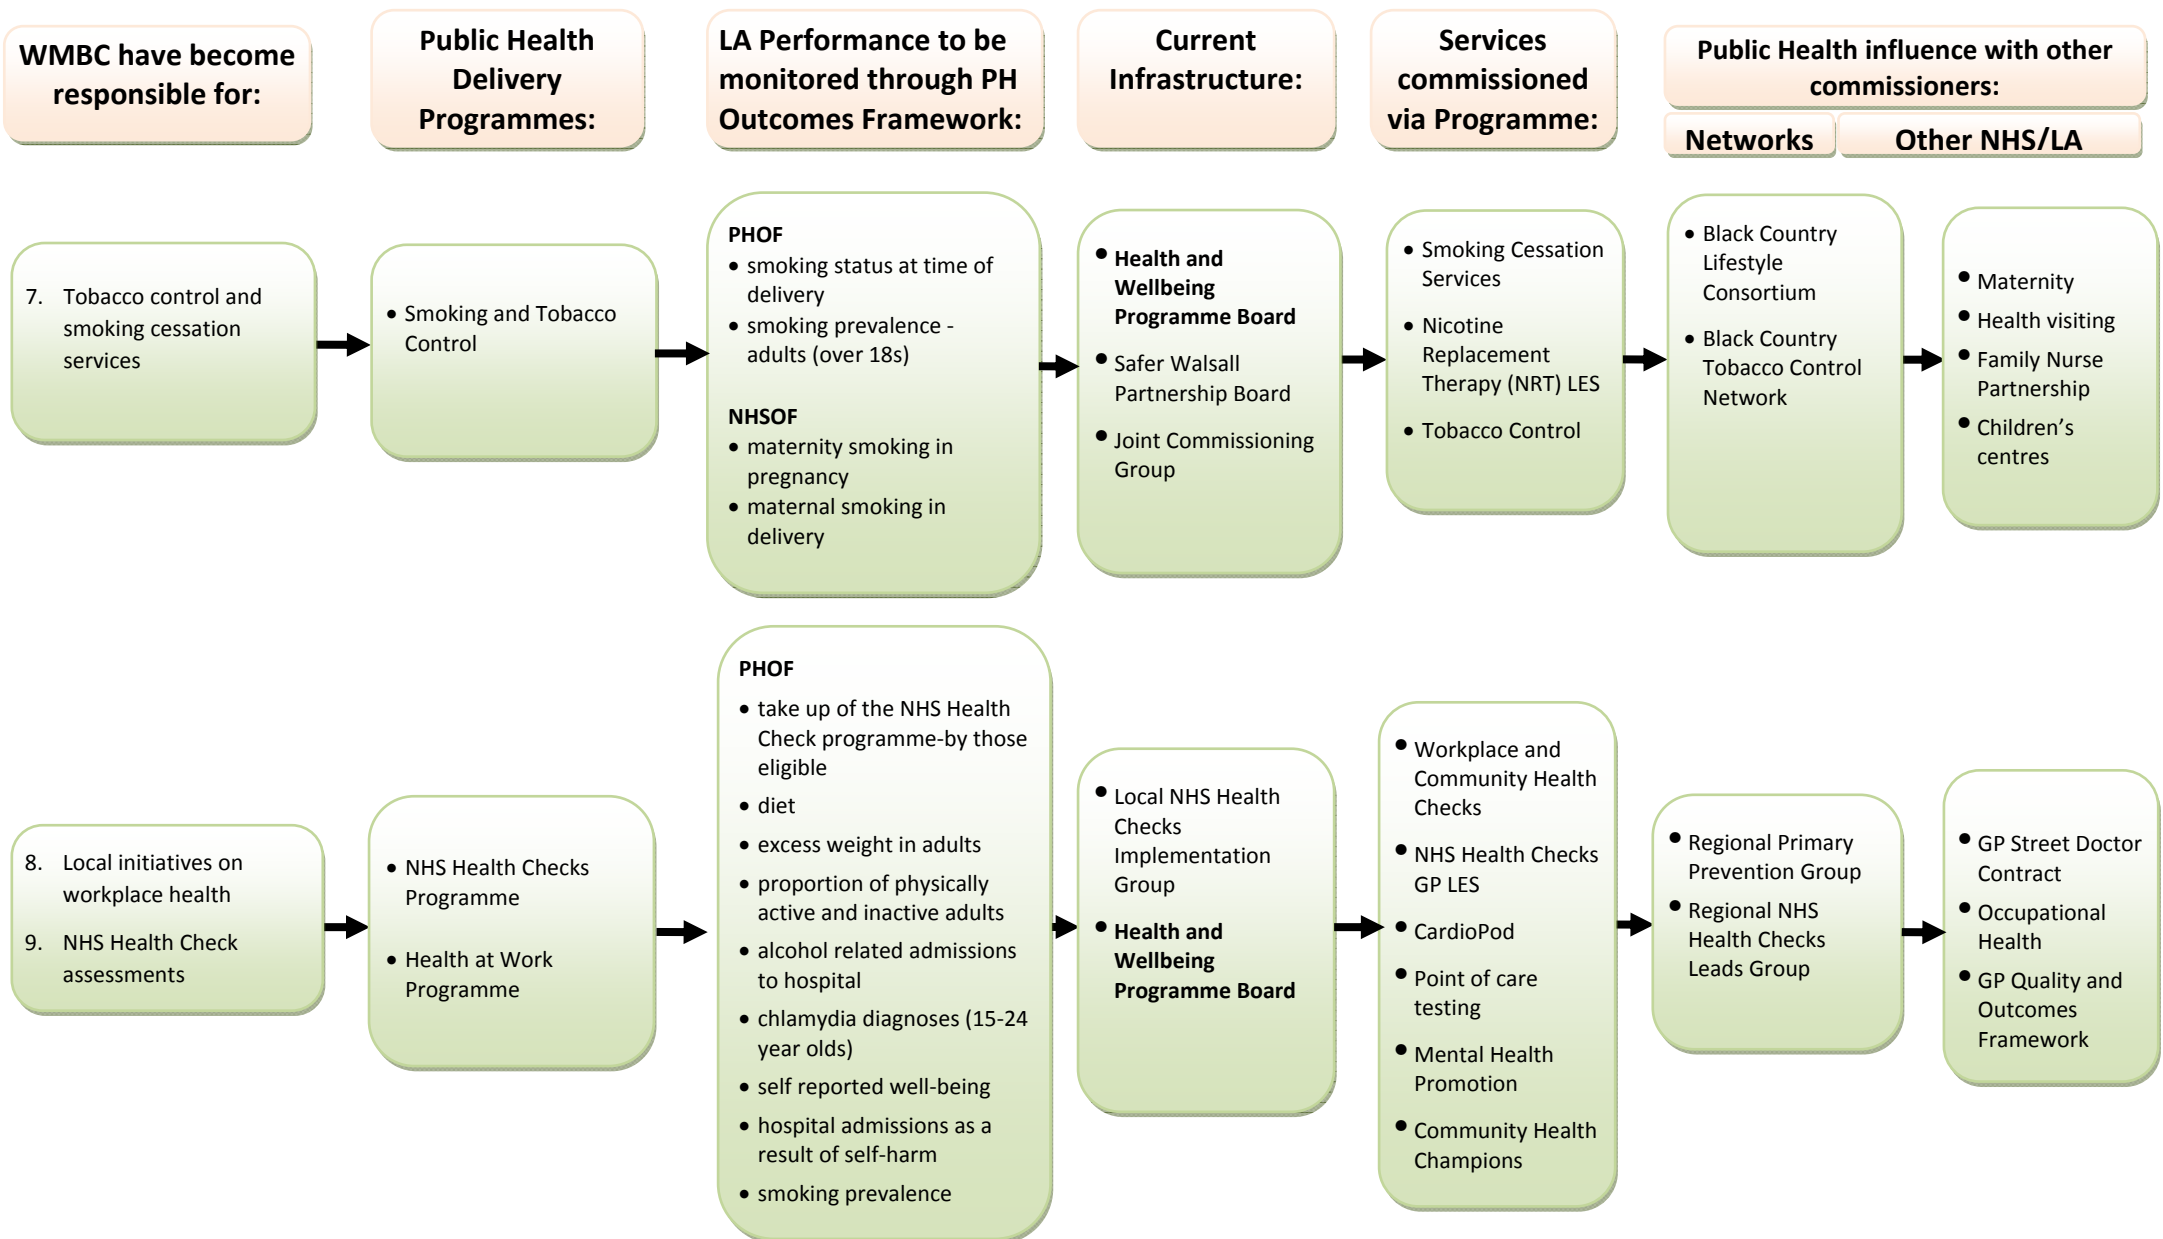 WMBC have become
responsible for:
Public Health
Delivery
Programmes:
LA Performance to be
monitored through PH
Outcomes Framework:
Current
Infrastructure:
Services
commissioned
via Programme:
Public Health influence with other
commissioners:
Networks
Other NHS/LA
7. Tobacco control and
smoking cessation
services
• Smoking and Tobacco
Control
PHOF
• smoking status at time of
delivery
• smoking prevalence -
adults (over 18s)
NHSOF
• maternity smoking in
pregnancy
• maternal smoking in
delivery
• Health and
Wellbeing
Programme Board
• Safer Walsall
Partnership Board
• Joint Commissioning
Group
• Smoking Cessation
Services
• Nicotine
Replacement
Therapy (NRT) LES
• Tobacco Control
• Black Country
Lifestyle
Consortium
• Black Country
Tobacco Control
Network
• Maternity
• Health visiting
• Family Nurse
Partnership
• Children’s
centres
8. Local initiatives on
workplace health
9. NHS Health Check
assessments
• NHS Health Checks
Programme
• Health at Work
Programme
PHOF
• take up of the NHS Health
Check programme-by those
eligible
• diet
• excess weight in adults
• proportion of physically
active and inactive adults
• alcohol related admissions
to hospital
• chlamydia diagnoses (15-24
year olds)
• self reported well-being
• hospital admissions as a
result of self-harm
• smoking prevalence
• Local NHS Health
Checks
Implementation
Group
• Health and
Wellbeing
Programme Board
• Workplace and
Community Health
Checks
• NHS Health Checks
GP LES
• CardioPod
• Point of care
testing
• Mental Health
Promotion
• Community Health
Champions
• Regional Primary
Prevention Group
• Regional NHS
Health Checks
Leads Group
• GP Street Doctor
Contract
• Occupational
Health
• GP Quality and
Outcomes
Framework